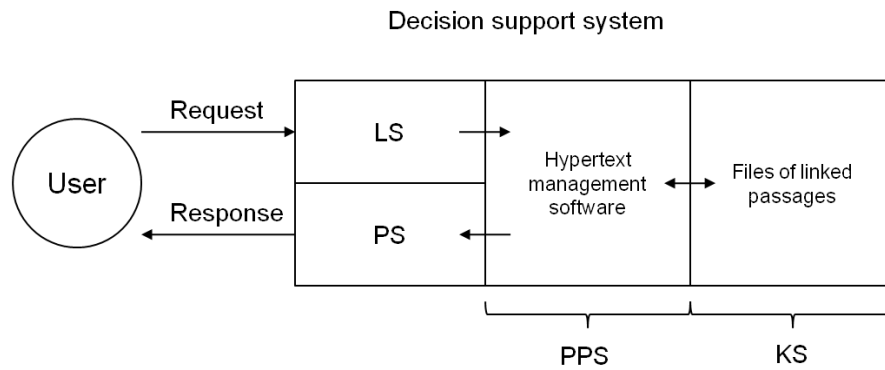 Decision support system
Request
LS
User
Hypertext
management
software
Files of linked
passages
Response
PS
PPS
KS